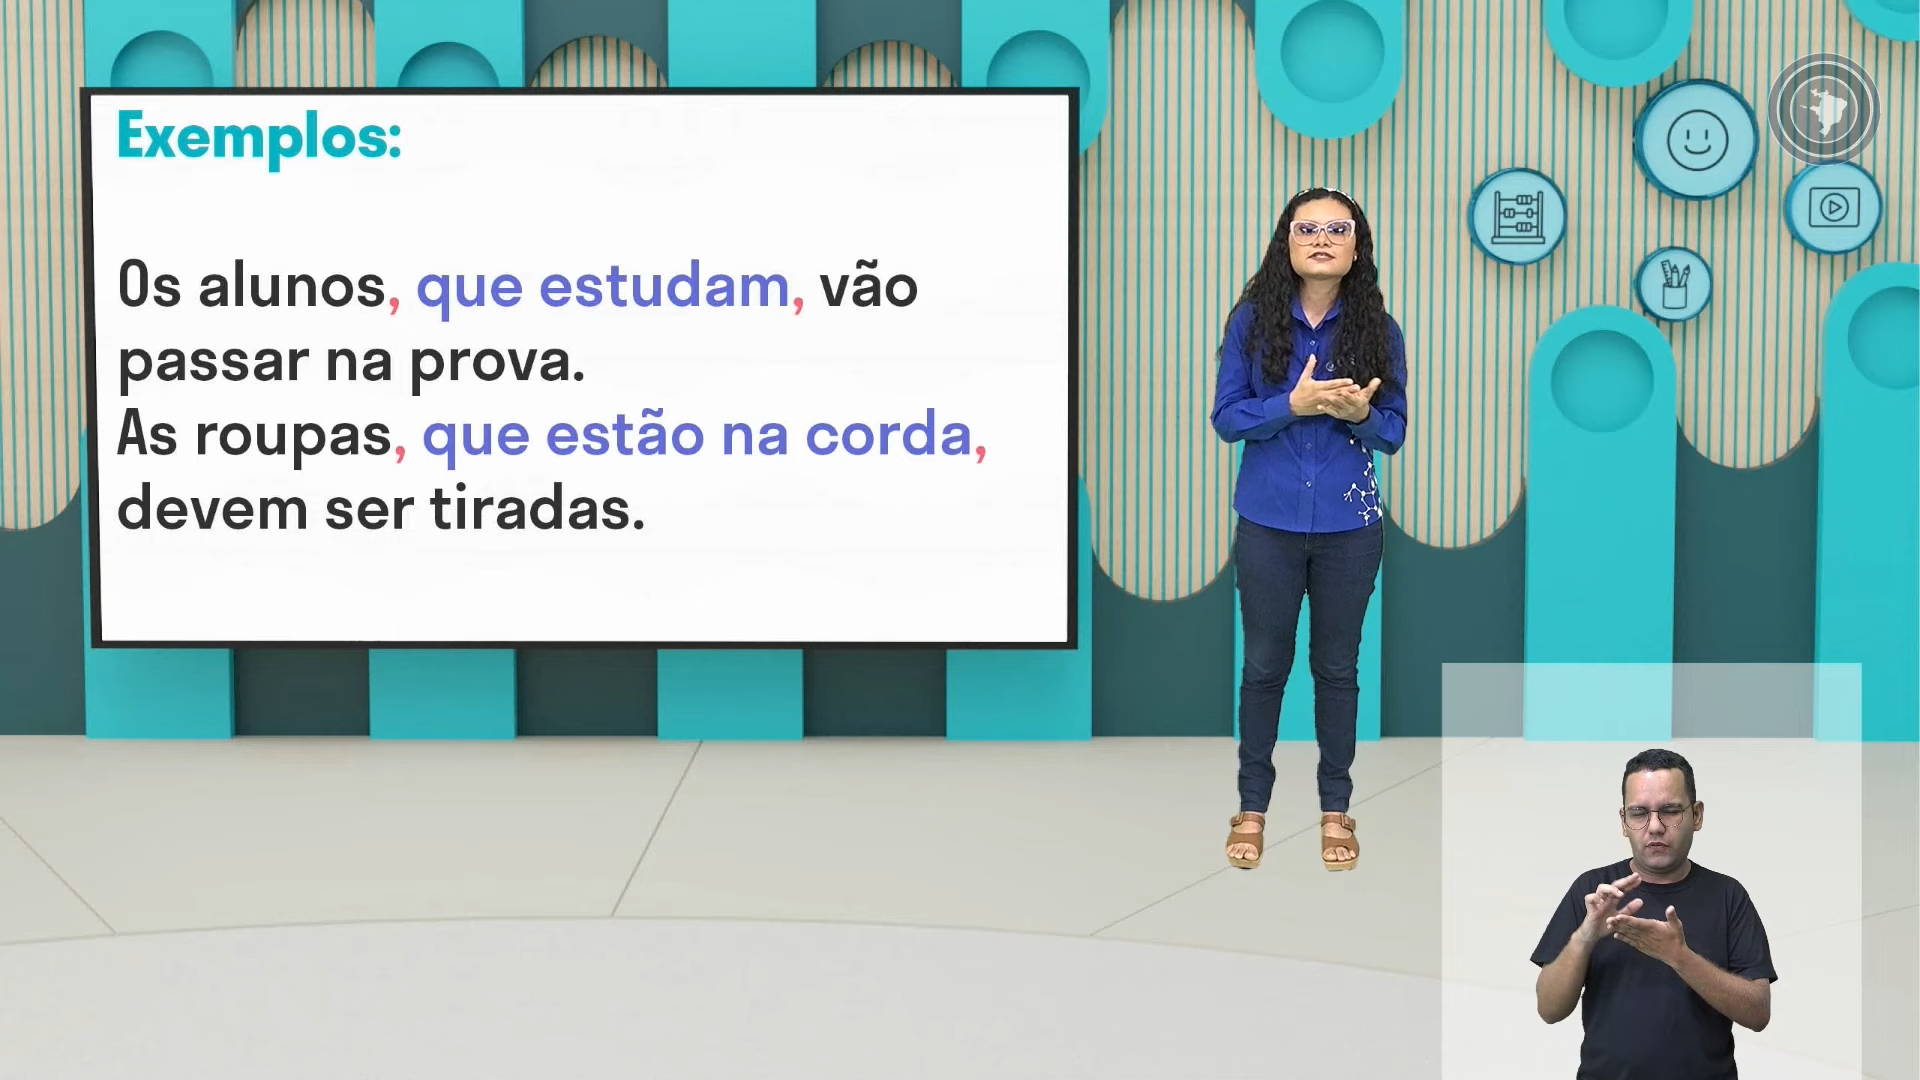 Exemplos:
Os alunos, que estudam, vão
passar na prova.
As roupas, que estão na corda,
devem ser tiradas.